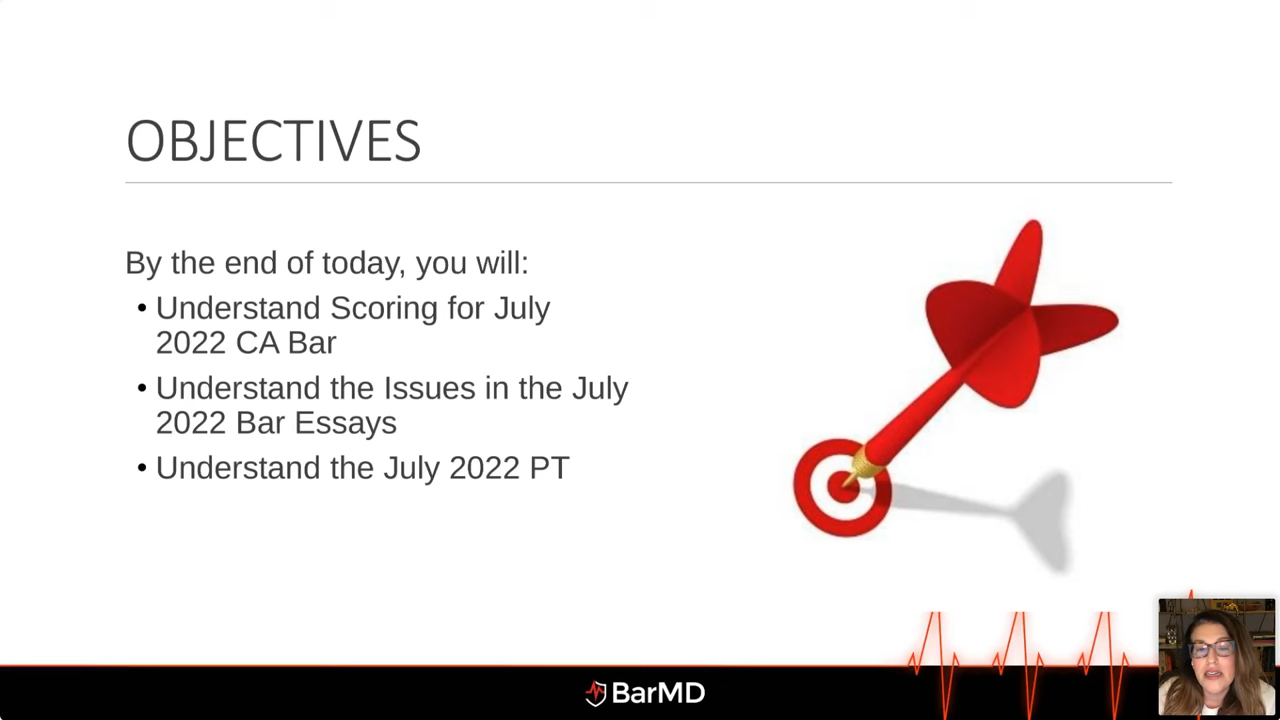 OBJECTIVES
By the end of today, you will:
• Understand Scoring for July
2022 CA Bar
• Understand the Issues in the July
2022 Bar Essays
• Understand the July 2022 PT
BarMD